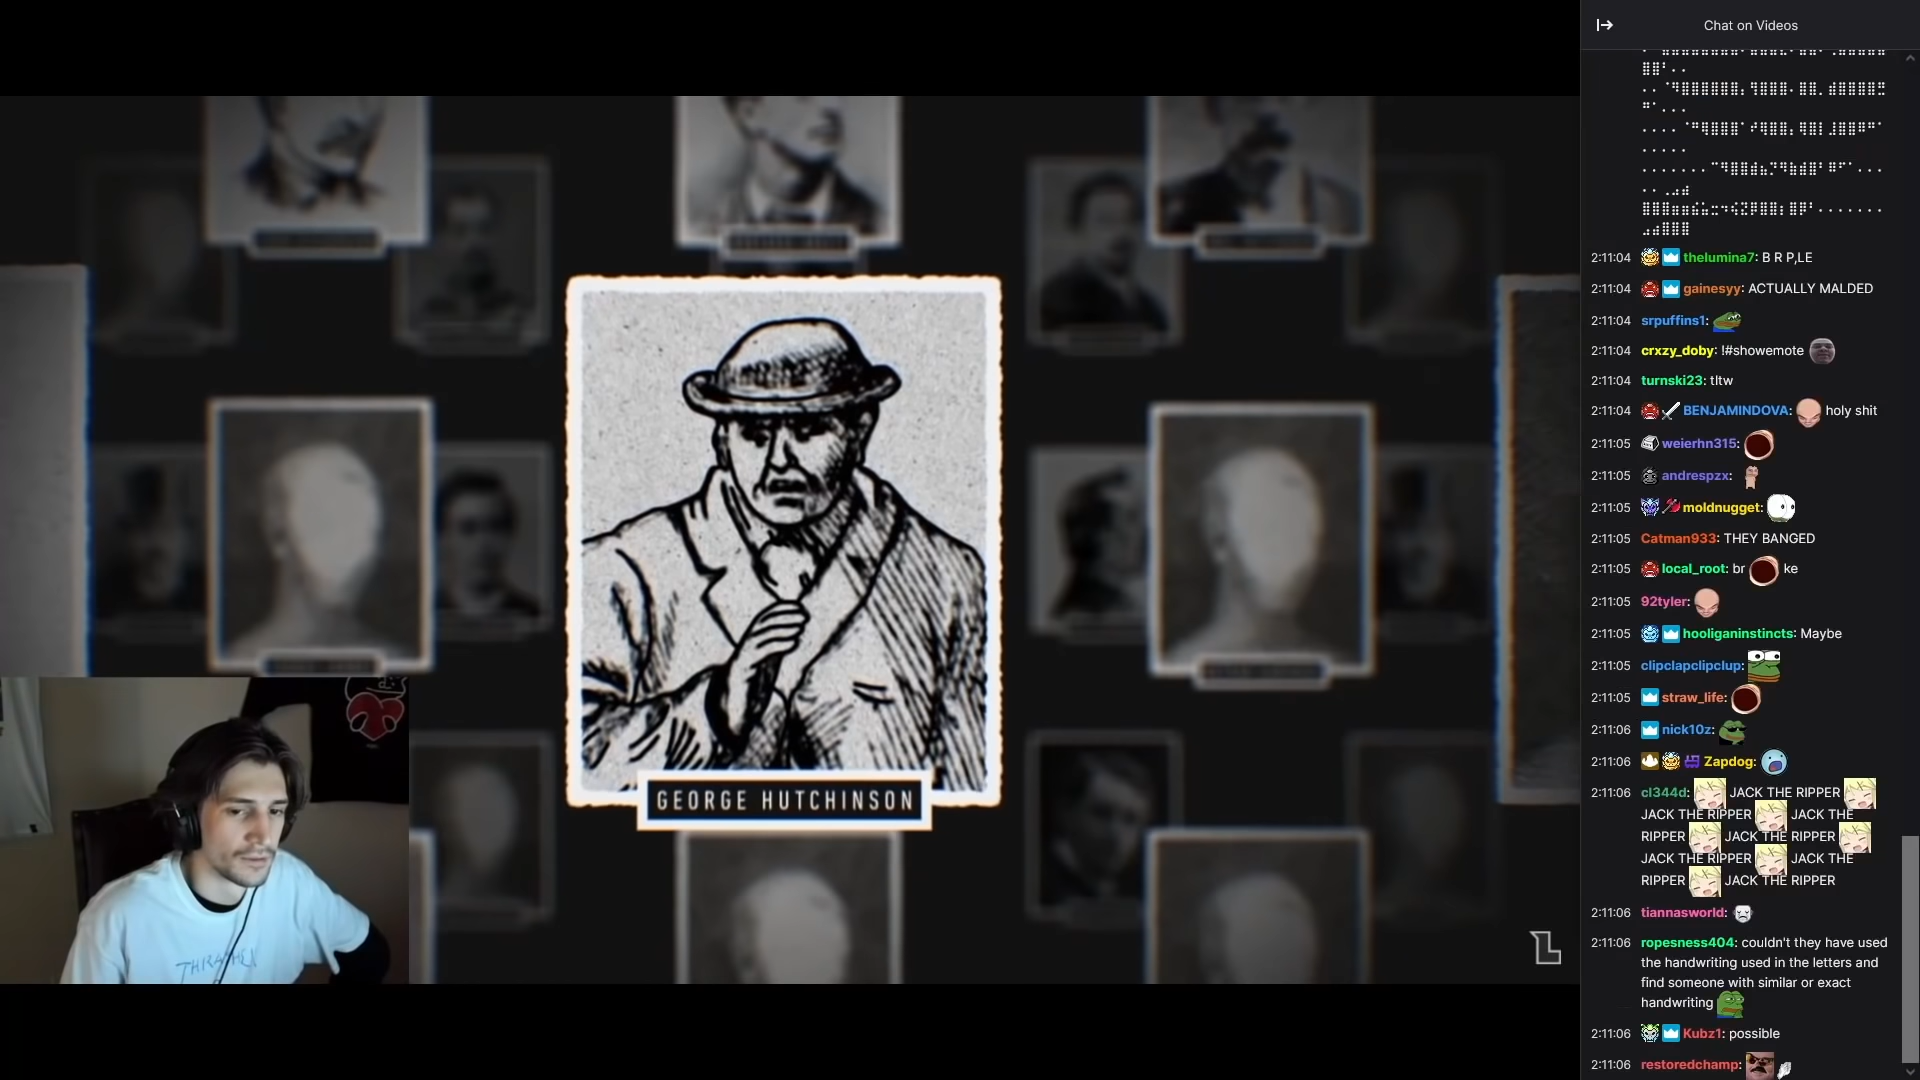 Chat on Videos
2:11:04 thelumina7: B R P,LE
2:11:04 gainesyy: ACTUALLY MALDED
2:11:04 srpuffins1:
2:11:04 crxzy_doby: !#showemote
2:11:04 turnski23: tltw
2:11:04 BENJAMINDOVA: holy shit
2:11:05 weierhn315:
2:11:05 andrespzx:
2:11:05 moldnugget:
2:11:05 Catman933: THEY BANGED
2:11:05 local_root: br ke
2:11:05 92tyler:
2:11:05 hooliganinstincts: Maybe
2:11:05 clipclapclipclup:
2:11:05 straw_life:
2:11:06 nick10z:
2:11:06 Zapdog:
2:11:06 cl344d: JACK THE RIPPER
JACK THE RIPPER JACK THE
RIPPER JACK THE RIPPER
JACK THE RIPPER JACK THE
RIPPER JACK THE RIPPER
2:11:06 tiannasworld:
2:11:06 ropesness404: couldn't they have used
the handwriting used in the letters and
find someone with similar or exact
handwriting
2:11:06 Kubz1: possible
2:11:06 restoredchamp:
GEORGE HUTCHINSON
THRASHER